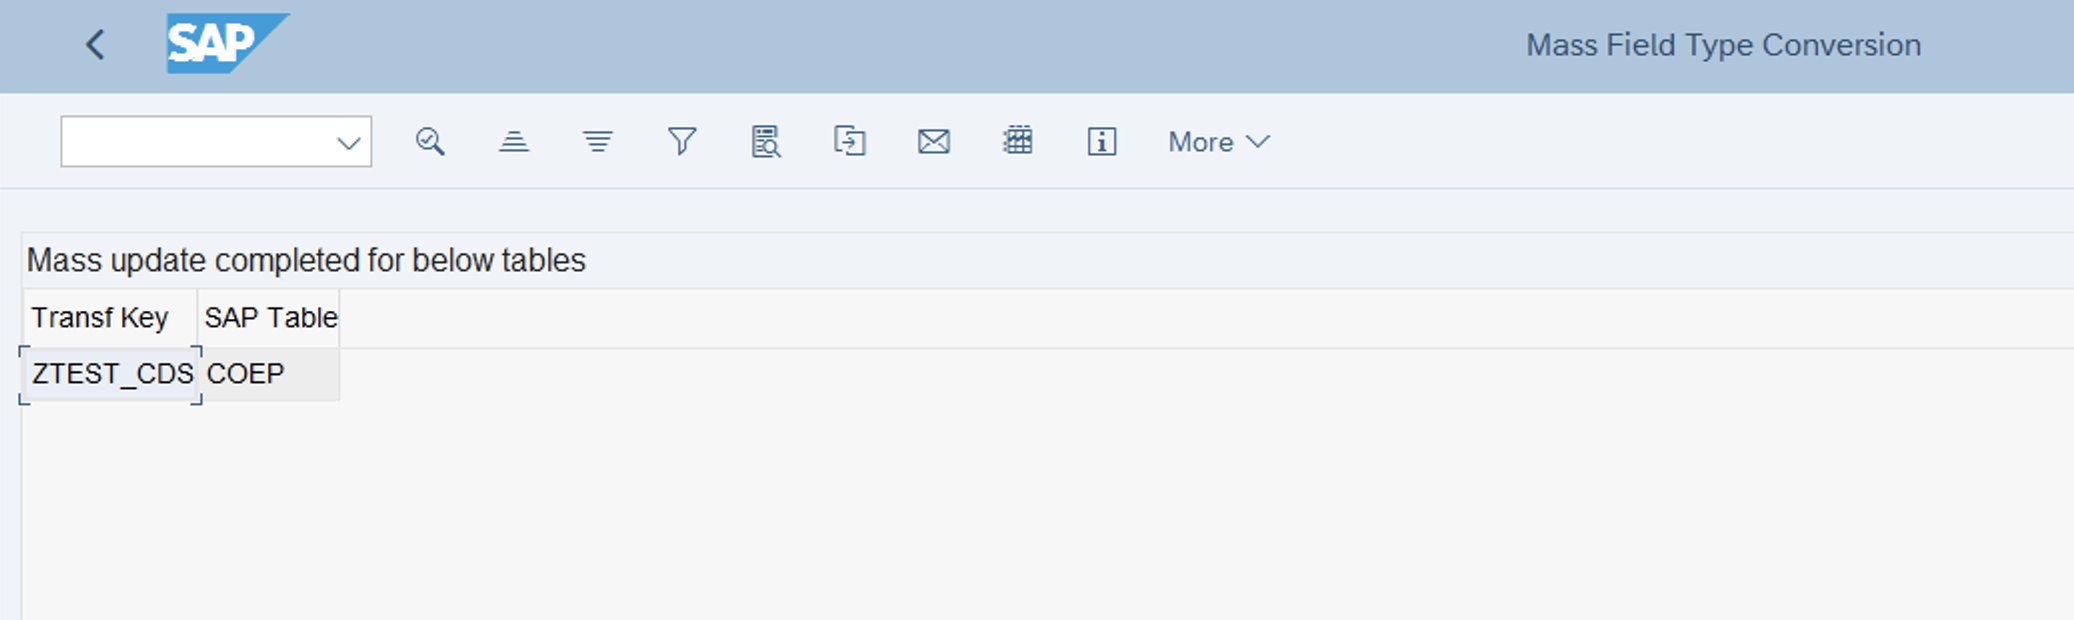 SAP
Mass Field Type Conversion
More
Mass update completed for below tables
Transf Key SAP Table
ZTEST_CDS COEP